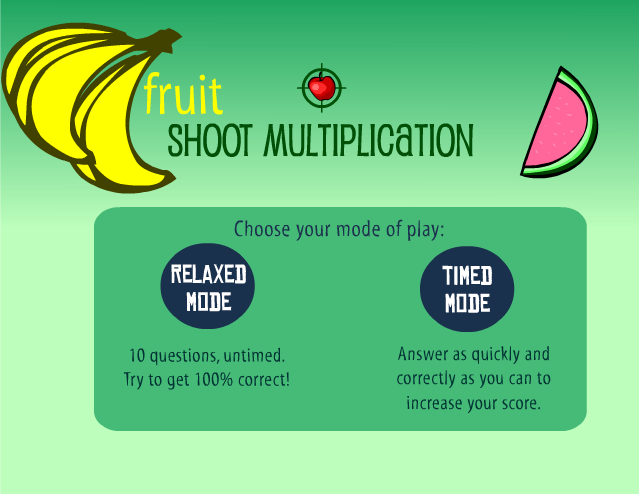 fruit
SHOOT MULTIPLICATION
Choose your mode of play:
RELAXED
MODE
10 questions, untimed.
Try to get 100% correct!
TIMED
MODE
Answer as quickly and
correctly as you can to
increase your score.